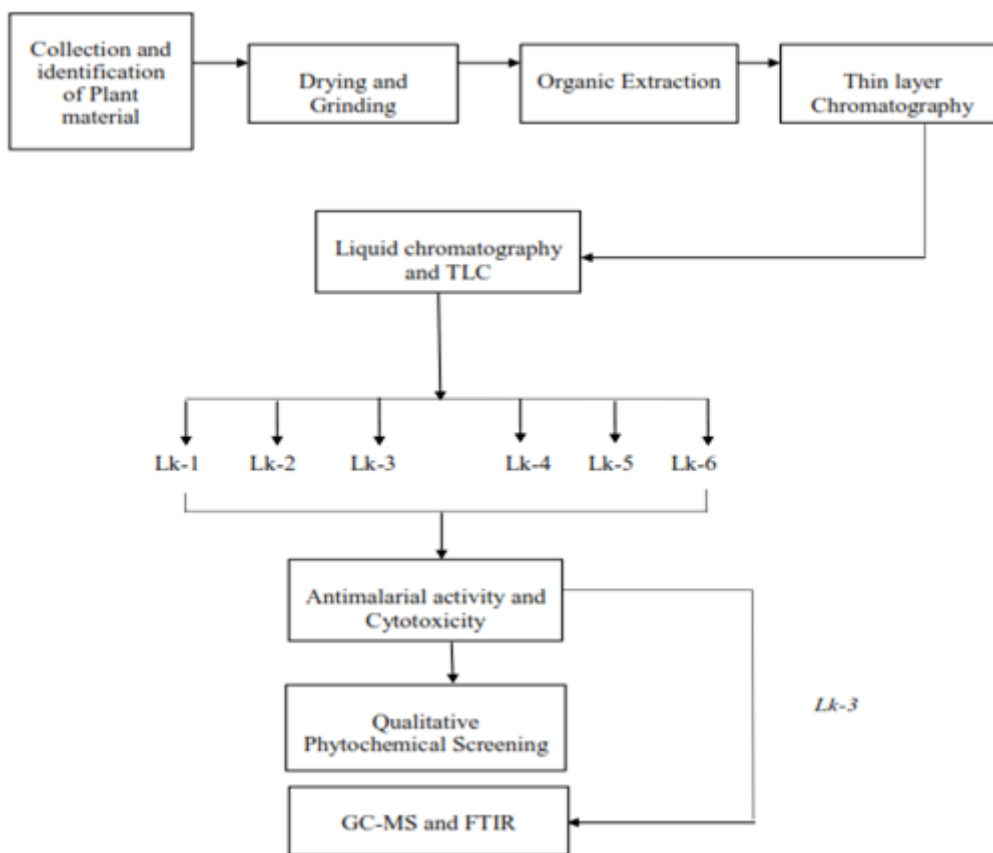 Collection and
identification
of Plant
material
Drying and
Grinding
Organic Extraction
Thin layer
Chromatography
Liquid chromatography
and TLC
Lk-1
Lk-2
Lk-3
Lk-4
Lk-5
Lk-6
Antimalarial activity and
Cytotoxicity
Lk-3
Qualitative
Phytochemical Screening
GC-MS and FTIR